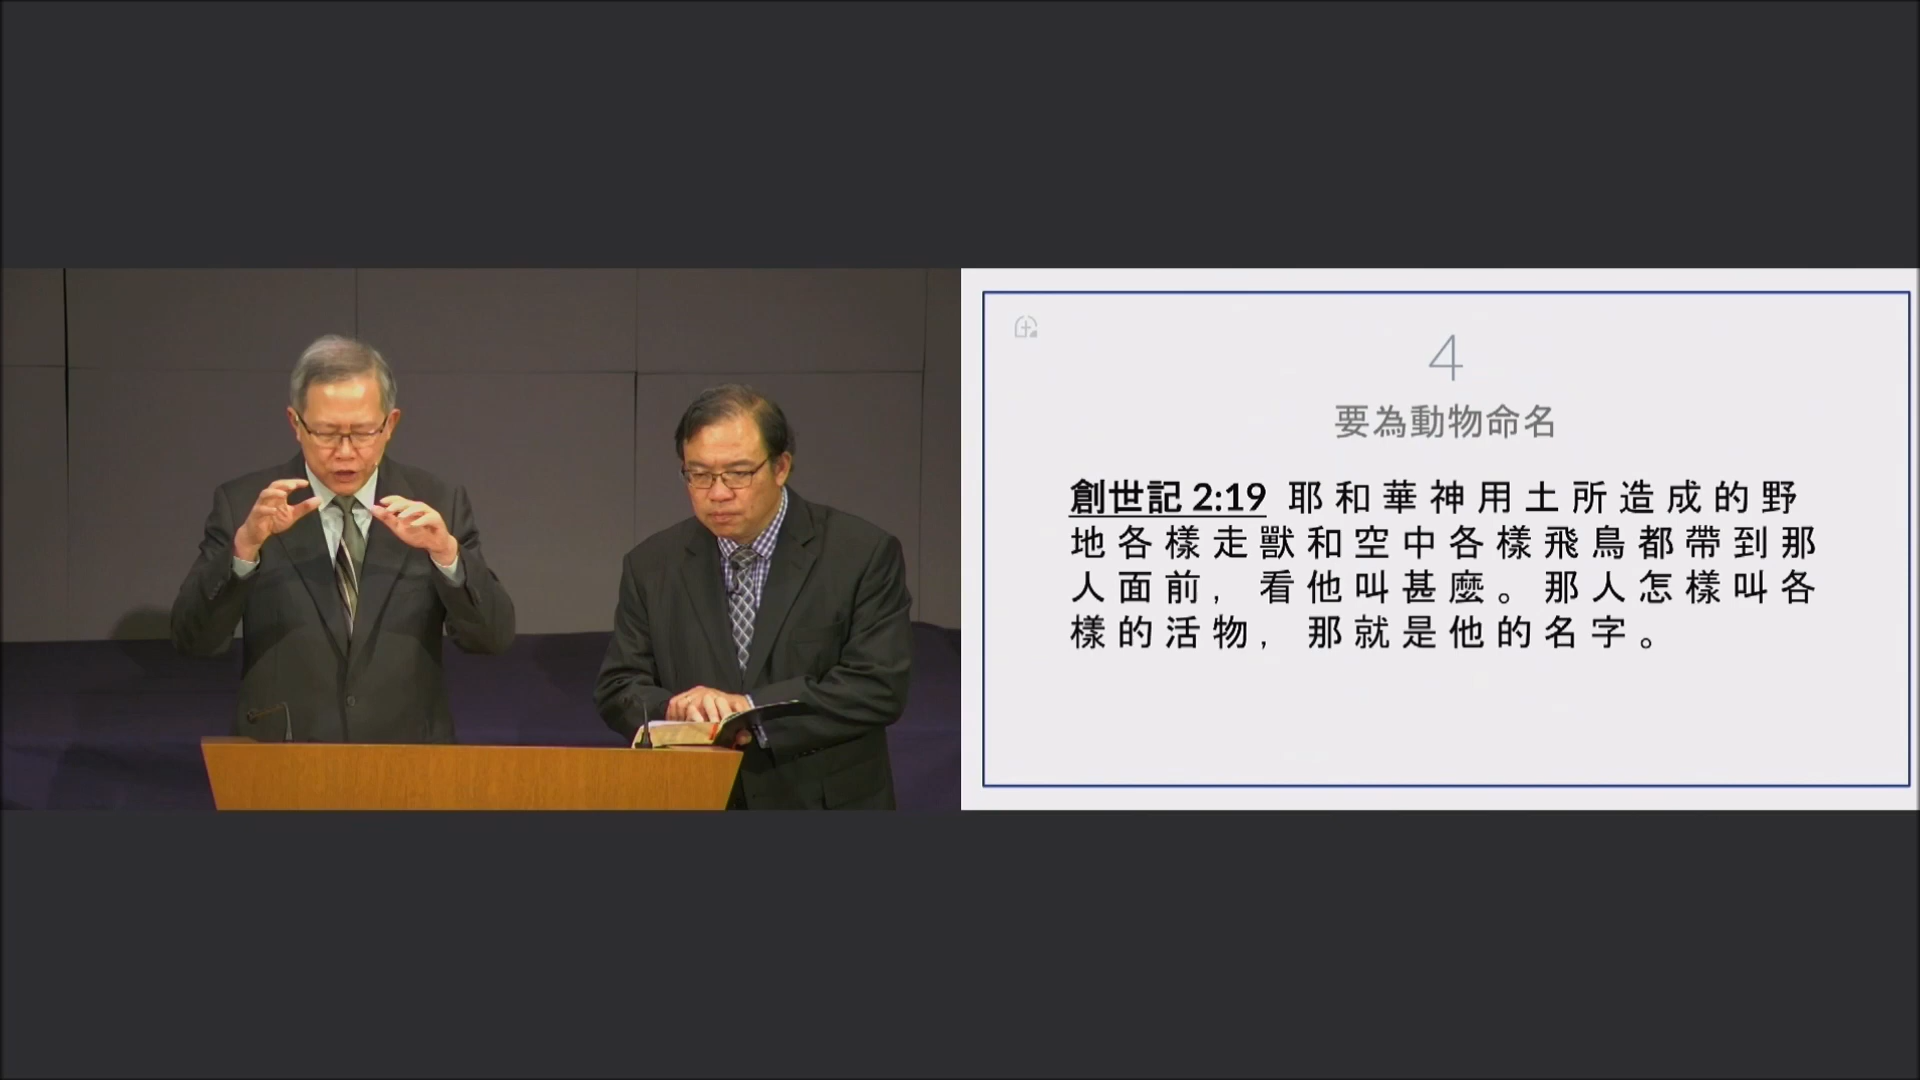 4
要為動物命名
創世記 2:19 耶和華神用土所造成的野
地各樣走獸和空中各樣飛鳥都帶到那
人面前，看他叫甚麼。那人怎樣叫各
樣的活物，那就是他的名字。